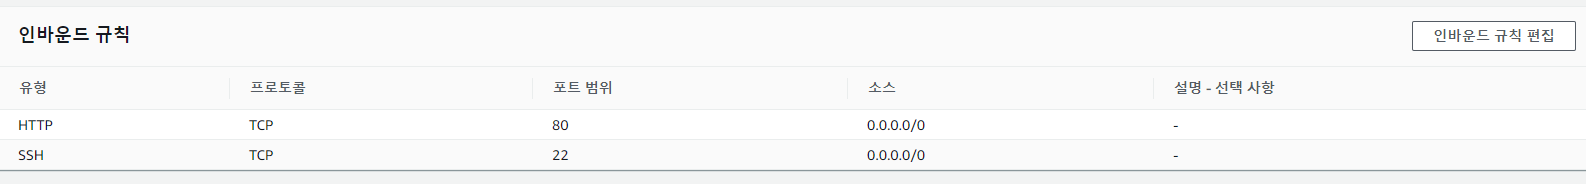 인바운드 규칙
인바운드 규칙 편집
유형 프로토콜 포트 범위 소스 설명 - 선택 사항
HTTP TCP 80 0.0.0.0/0 -
SSH TCP 22 0.0.0.0/0 -